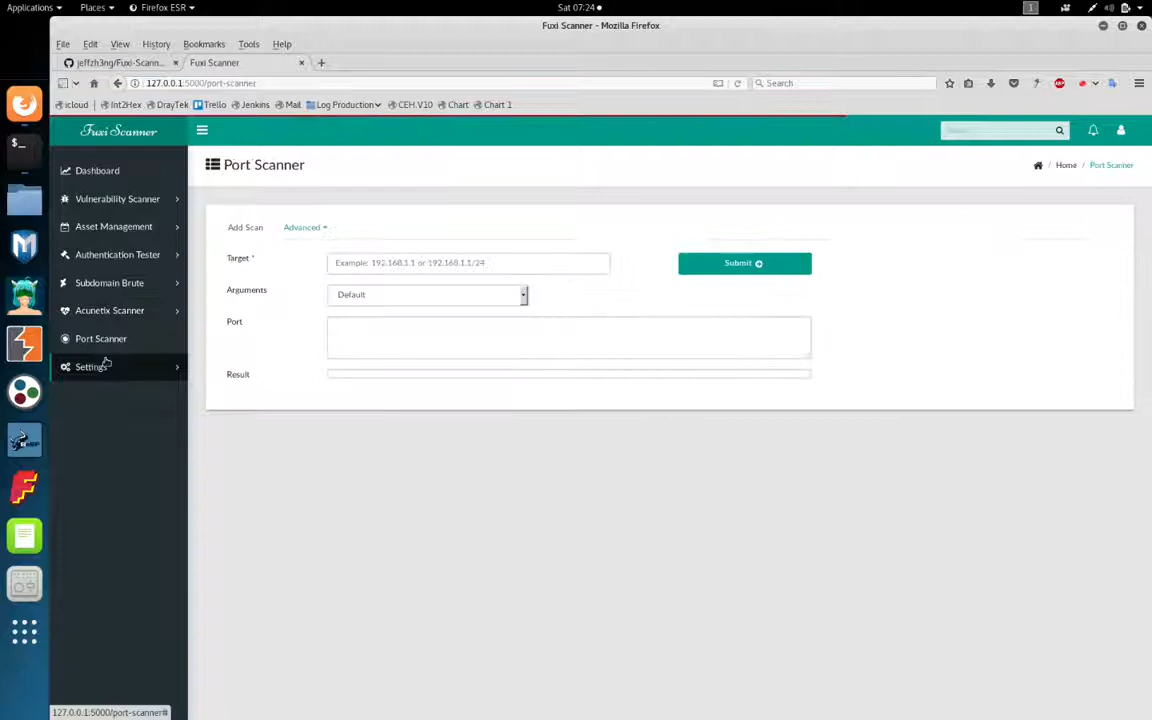 Applications Places Firefox ESR Sat 07:24 1
Fuxi Scanner - Mozilla Firefox
File Edit View History Bookmarks Tools Help
jeffzh3ng/Fuxi-Scann... × Fuxi Scanner ×
127.0.0.1:5000/port-scanner Search
icloud Int2Hex DrayTek Trello Jenkins Mail Log Production CEH.V10 Chart Chart 1
Fuxi Scanner
Port Scanner
Home / Port Scanner
Dashboard
Vulnerability Scanner
Asset Management
Authentication Tester
Subdomain Brute
Acunetix Scanner
Port Scanner
Settings
Add Scan Advanced
Target *
Example: 192.168.1.1 or 192.168.1.1/24
Submit
Arguments
Default
Port
Result
127.0.0.1:5000/port-scanner#